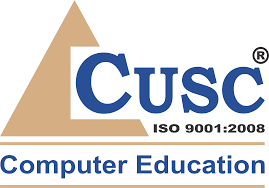 CUSC®
ISO 9001:2008
Computer Education